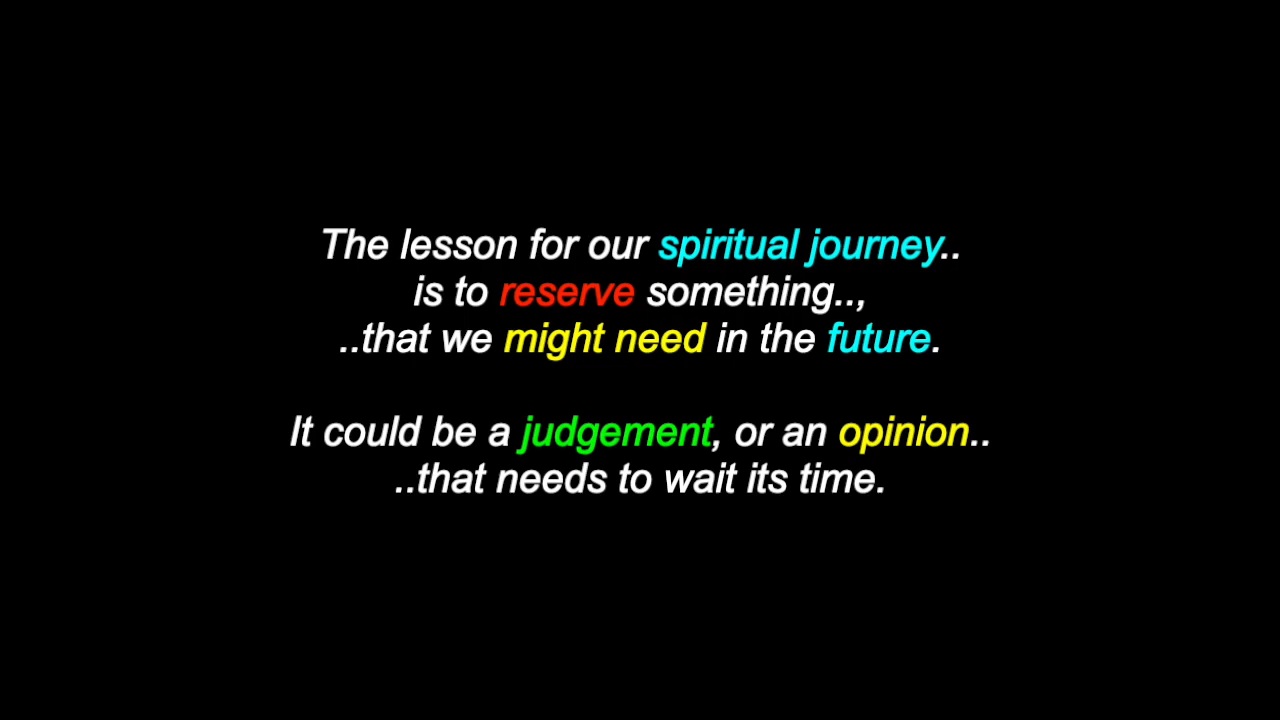 The lesson for our spiritual journey..
is to reserve something..,
..that we might need in the future.
It could be a judgement, or an opinion..
..that needs to wait its time.